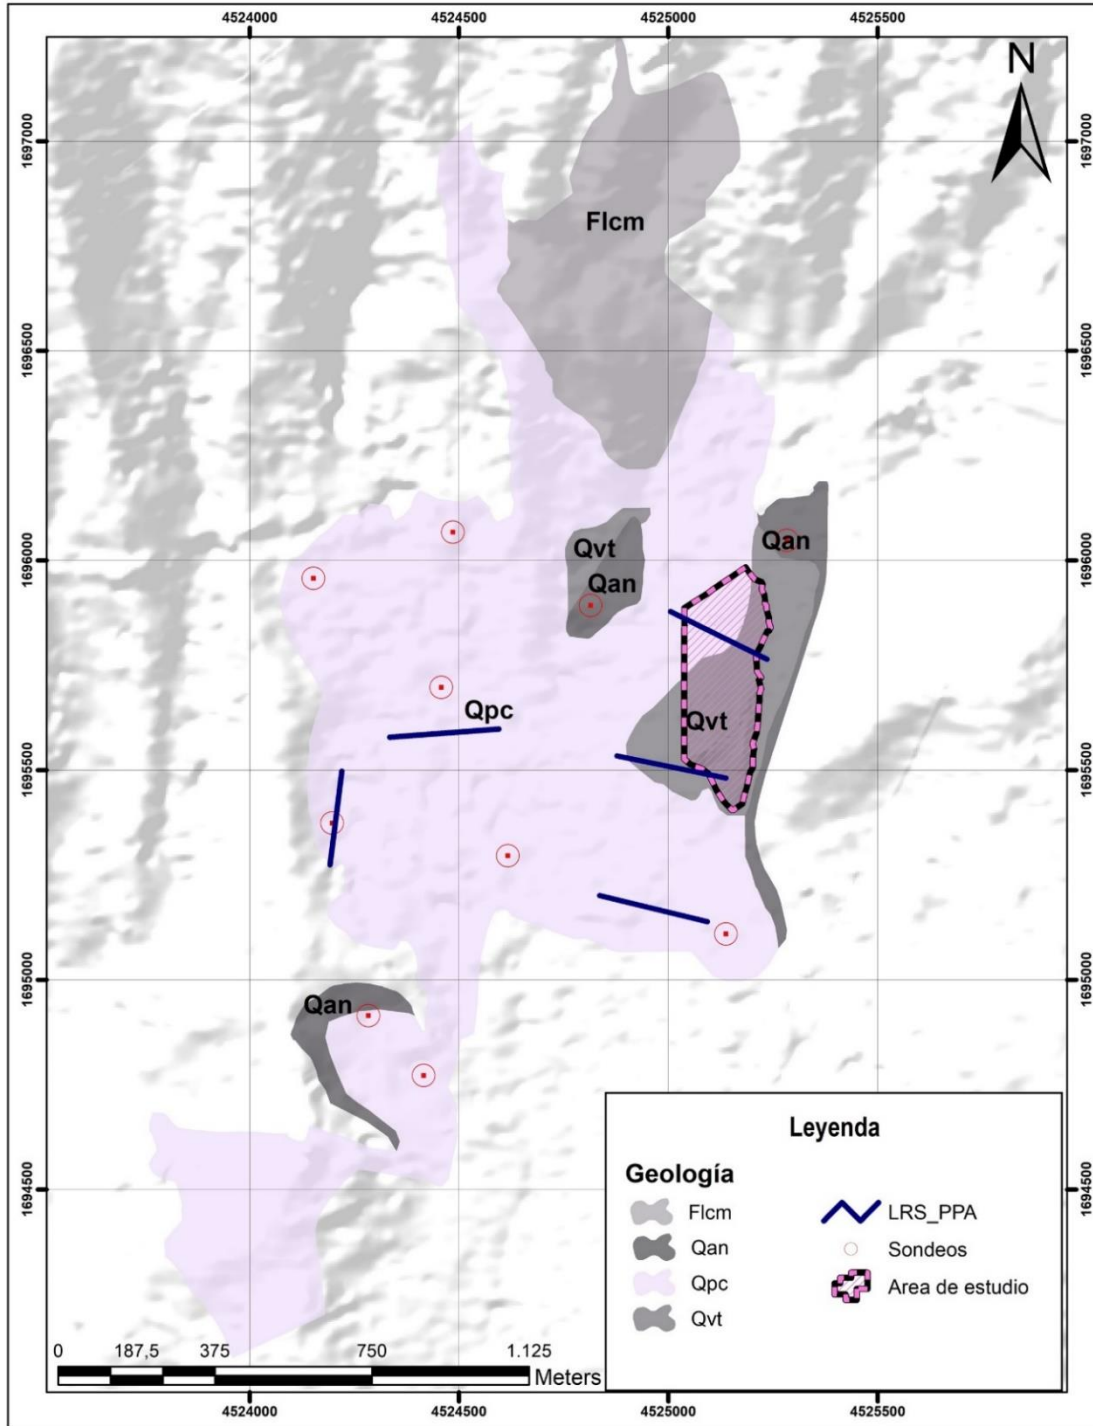 4524000 4524500 4525000 4525500
N
1697000 1697000
Flcm
1696500 1696500
Qvt
Qan
Qan
1696000 1696000
Qpc
Qvt
1695500 1695500
1695000 1695000
Qan
Leyenda
Geología
Flcm
Qan
Qpc
Qvt
LRS_PPA
Sondeos
Area de estudio
1694500 1694500
0 187,5 375 750 1.125
Meters
4524000 4524500 4525000 4525500